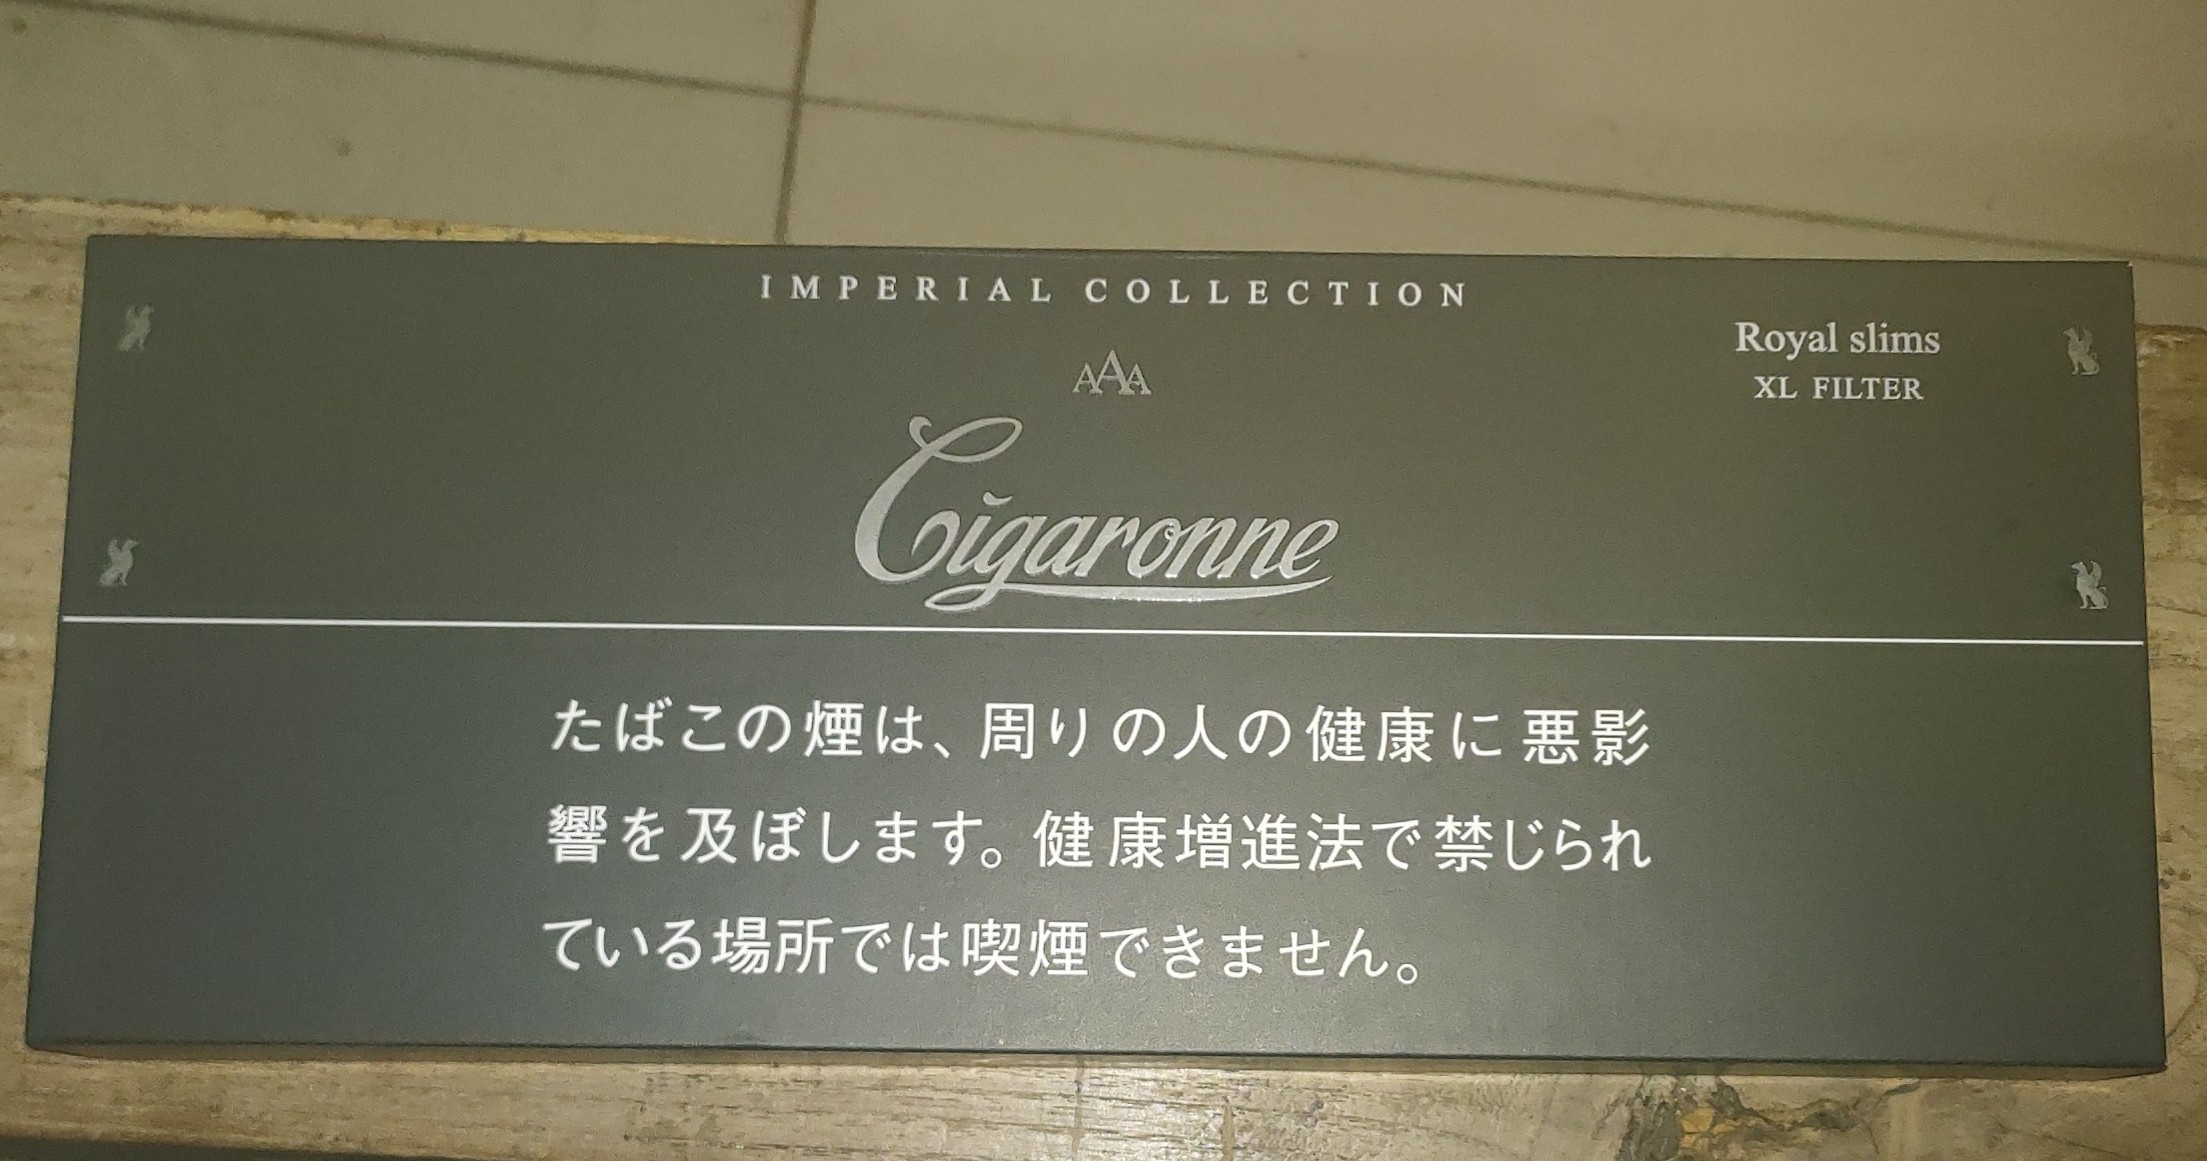 IMPERIAL COLLECTION
Royal slims
XL FILTER
AAA
Cigaronne
たばこの煙は、周りの人の健康に悪影
響を及ぼします。健康増進法で禁じられ
ている場所では喫煙できません。